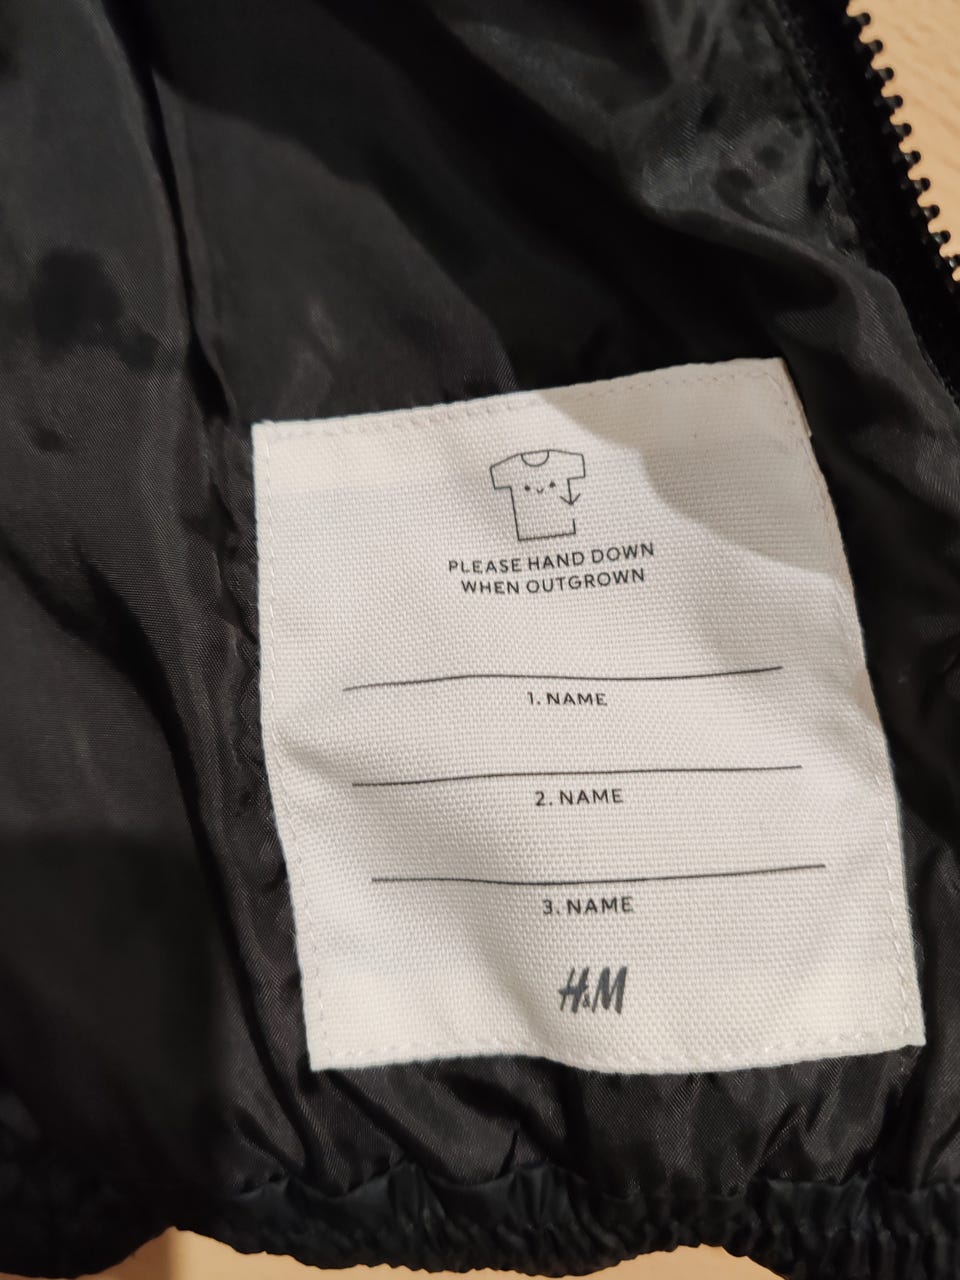 PLEASE HAND DOWN
WHEN OUTGROWN
1. NAME
2. NAME
3. NAME
H&M